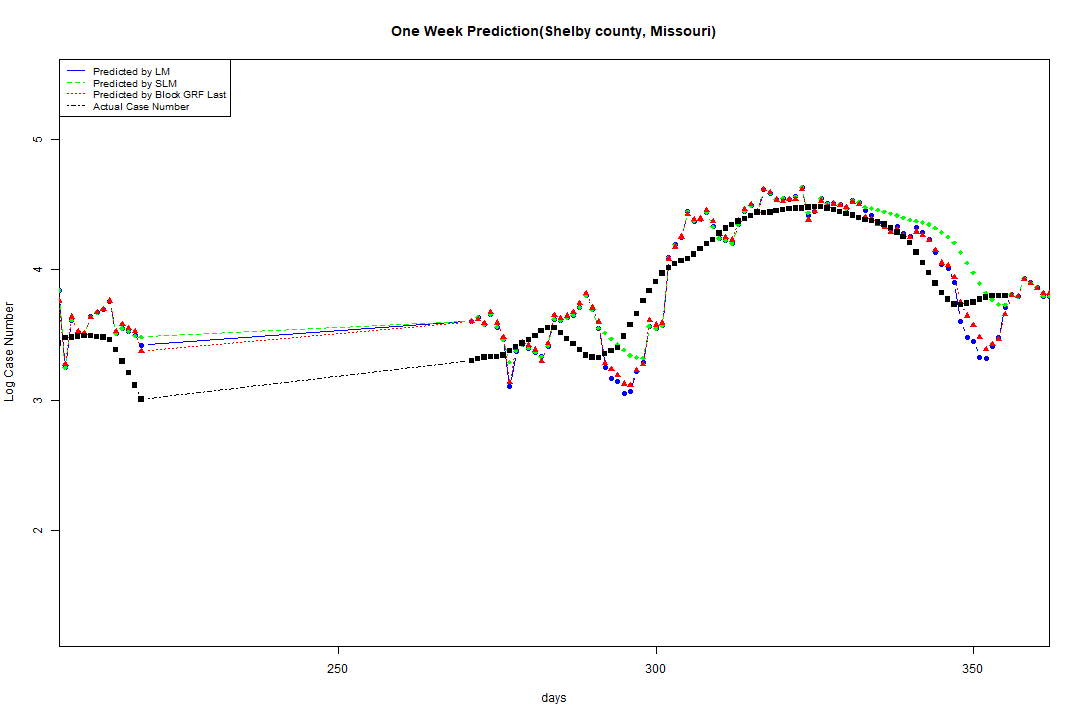 One Week Prediction(Shelby county, Missouri)
Predicted by LM
Predicted by SLM
Predicted by Block GRF Last
Actual Case Number
5
4
3
2
Log Case Number
250
300
350
days